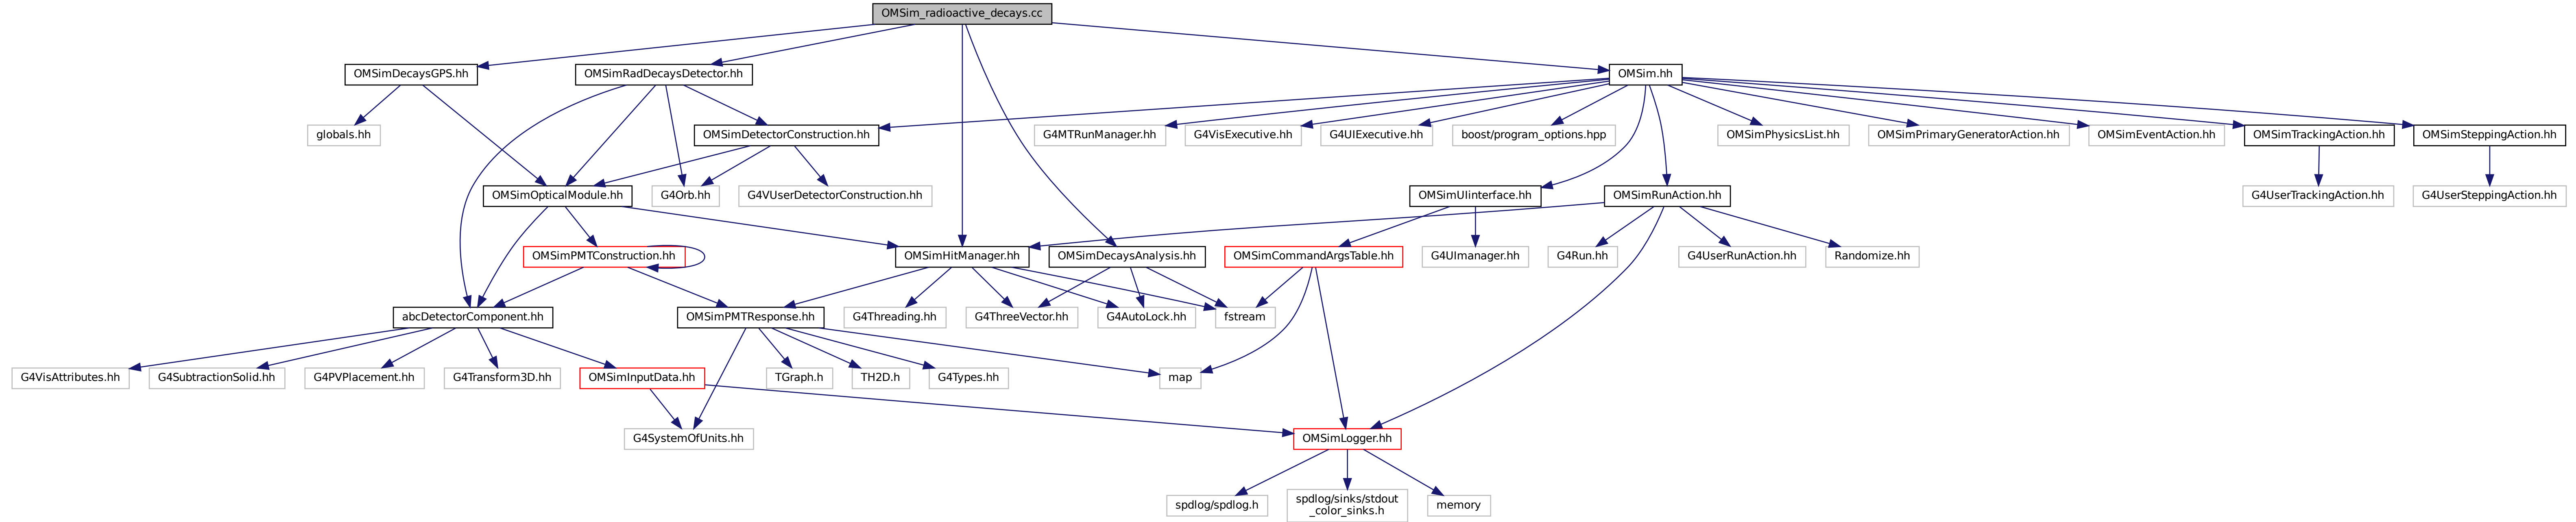 OMSim_radioactive_decays.cc
OMSimDecaysGPS.hh
OMSimRadDecaysDetector.hh
OMSim.hh
globals.hh
OMSimDetectorConstruction.hh
G4MTRunManager.hh
G4VisExecutive.hh
G4UIExecutive.hh
boost/program_options.hpp
OMSimPhysicsList.hh
OMSimPrimaryGeneratorAction.hh
OMSimEventAction.hh
OMSimTrackingAction.hh
OMSimSteppingAction.hh
OMSimOpticalModule.hh
G4Orb.hh
G4VUserDetectorConstruction.hh
OMSimUIinterface.hh
OMSimRunAction.hh
G4UserTrackingAction.hh
G4UserSteppingAction.hh
OMSimPMTConstruction.hh
OMSimHitManager.hh
OMSimDecaysAnalysis.hh
OMSimCommandArgsTable.hh
G4UImanager.hh
G4Run.hh
G4UserRunAction.hh
Randomize.hh
abcDetectorComponent.hh
OMSimPMTResponse.hh
G4Threading.hh
G4ThreeVector.hh
G4AutoLock.hh
fstream
G4VisAttributes.hh
G4SubtractionSolid.hh
G4PVPlacement.hh
G4Transform3D.hh
OMSimInputData.hh
TGraph.h
TH2D.h
G4Types.hh
map
G4SystemOfUnits.hh
OMSimLogger.hh
spdlog/spdlog.h
spdlog/sinks/stdout
_color_sinks.h
memory